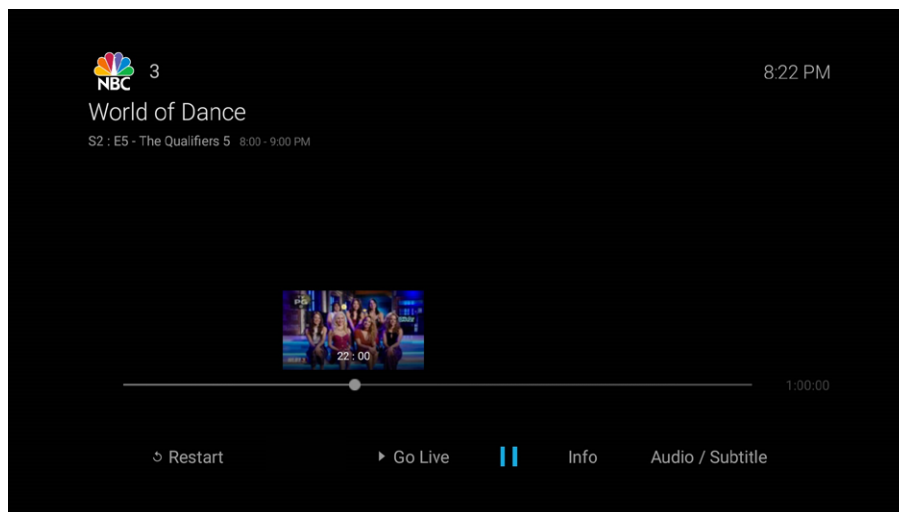 NBC 3
8:22 PM
World of Dance
S2 : E5 - The Qualifiers 5 8:00 - 9:00 PM
PG
22 : 00
1:00:00
Restart
Go Live
Info
Audio / Subtitle